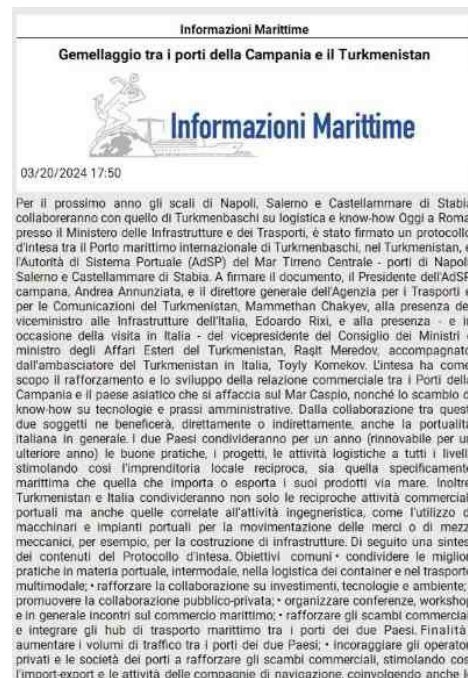 Informazioni Marittime
Gemellaggio tra i porti della Campania e il Turkmenistan
Informazioni Marittime
03/20/2024 17:50
Per il prossimo anno gli scali di Napoli, Salerno e Castellammare di Stabia
collaboreranno con quello di Turkmenbaschi su logistica e know-how Oggi a Roma,
presso il Ministero delle Infrastrutture e dei Trasporti, è stato firmato un protocollo
d'intesa tra il Porto marittimo internazionale di Turkmenbaschi, nel Turkmenistan, e
l'Autorità di Sistema Portuale (AdSP) del Mar Tirreno Centrale - porti di Napoli
Salerno e Castellammare di Stabia. A firmare il documento, il Presidente dell'AdSP
campana, Andrea Annunziata, e il direttore generale dell'Agenzia per i Trasporti e
per le Comunicazioni del Turkmenistan, Mammethan Chakyev, alla presenza del
viceministro alle Infrastrutture dell'Italia, Edoardo Rixi, e alla presenza - e in
occasione della visita in Italia - del vicepresidente del Consiglio dei Ministri e
ministro degli Affari Esteri del Turkmenistan, Raşit Meredov, accompagnato
dall'ambasciatore del Turkmenistan in Italia, Toyly Komekov. L'intesa ha come
scopo il rafforzamento e lo sviluppo della relazione commerciale tra i Porti della
Campania e il paese asiatico che si affaccia sul Mar Caspio, nonché lo scambio di
know-how su tecnologie e prassi amministrative. Dalla collaborazione tra questi
due soggetti ne beneficerà, direttamente o indirettamente, anche la portualità
italiana in generale. I due Paesi condivideranno per un anno (rinnovabile per un
ulteriore anno) le buone pratiche, i progetti, le attività logistiche a tutti i livelli
stimolando così l'imprenditoria locale reciproca, sia quella specificamente
marittima che quella che importa o esporta i suoi prodotti via mare. Inoltre,
Turkmenistan e Italia condivideranno non solo le reciproche attività commerciali
portuali ma anche quelle correlate all'attività ingegneristica, come l'utilizzo di
macchinari e impianti portuali per la movimentazione delle merci o di mezzi
meccanici, per esempio, per la costruzione di infrastrutture. Di seguito una sintesi
dei contenuti del Protocollo d'intesa. Obiettivi comuni • condividere le migliori
pratiche in materia portuale, intermodale, nella logistica dei container e nel trasporto
multimodale; • rafforzare la collaborazione su investimenti, tecnologie e ambiente;
promuovere la collaborazione pubblico-privata; • organizzare conferenze, workshop
e in generale incontri sul commercio marittimo; • rafforzare gli scambi commerciali
e integrare gli hub di trasporto marittimo tra i porti dei due Paesi. Finalità
aumentare i volumi di traffico tra i porti dei due Paesi; • incoraggiare gli operatori
privati e le società dei porti a rafforzare gli scambi commerciali, stimolando così
l'import-export e le attività delle compagnie di navigazione, coinvolgendo anche le